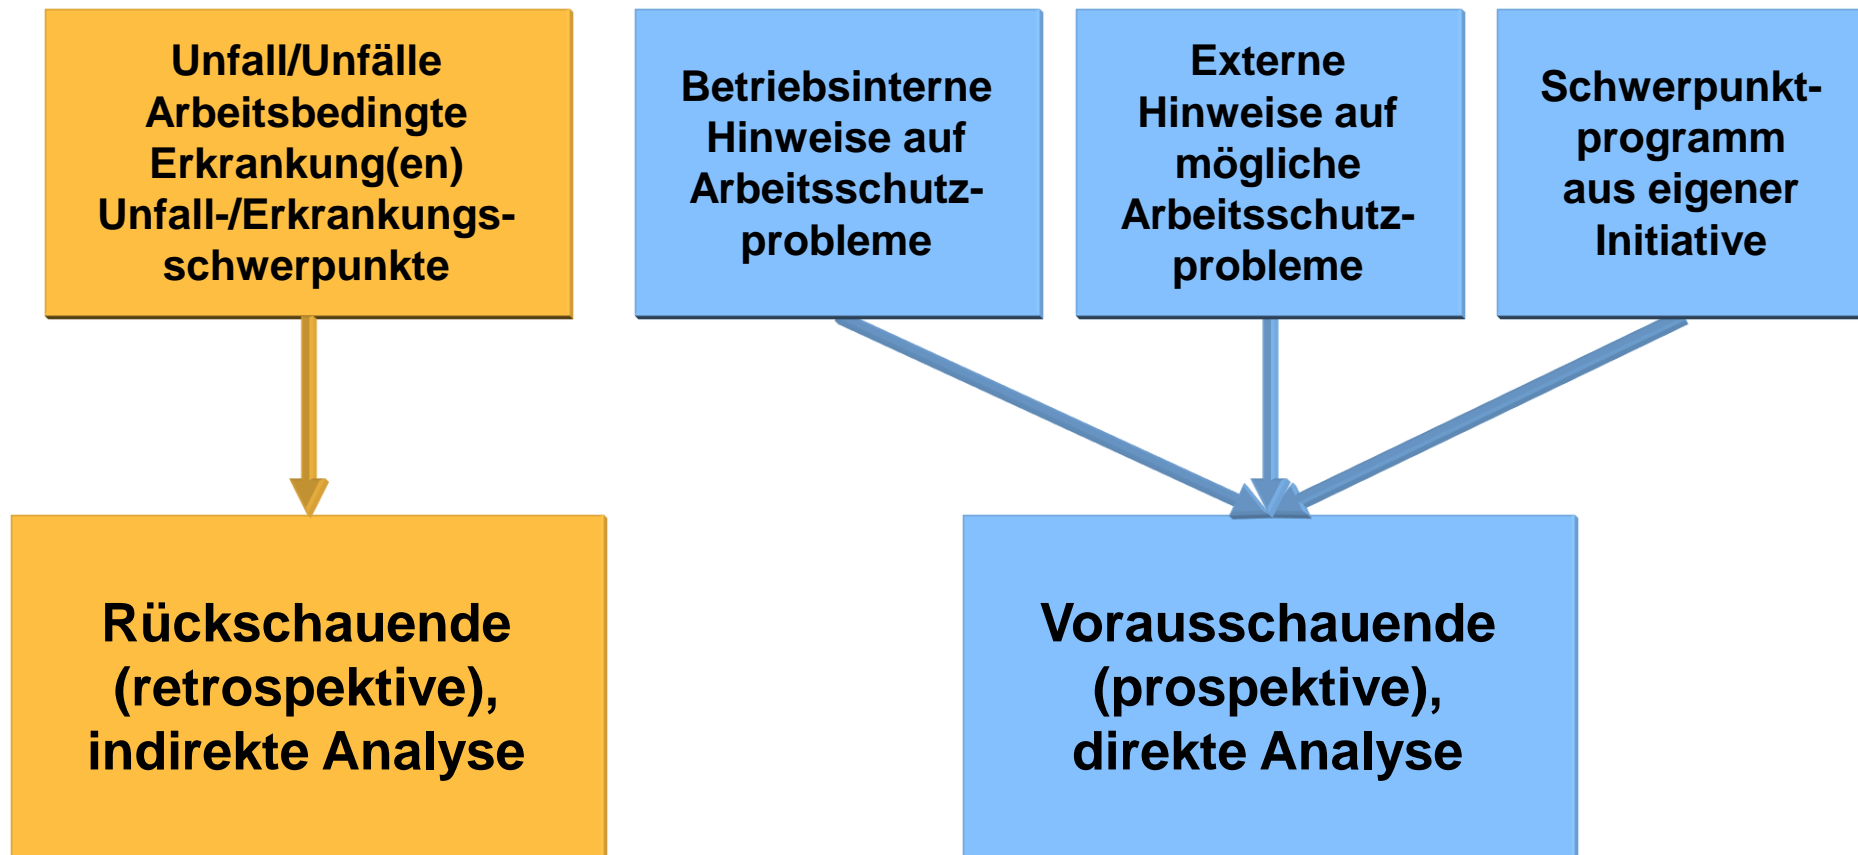 Unfall/Unfälle
Arbeitsbedingte
Erkrankung(en)
Unfall-/Erkrankungs-
schwerpunkte
Betriebsinterne
Hinweise auf
Arbeitsschutz-
probleme
Externe
Hinweise auf
mögliche
Arbeitsschutz-
probleme
Schwerpunkt-
programm
aus eigener
Initiative
Rückschauende
(retrospektive),
indirekte Analyse
Vorausschauende
(prospektive),
direkte Analyse